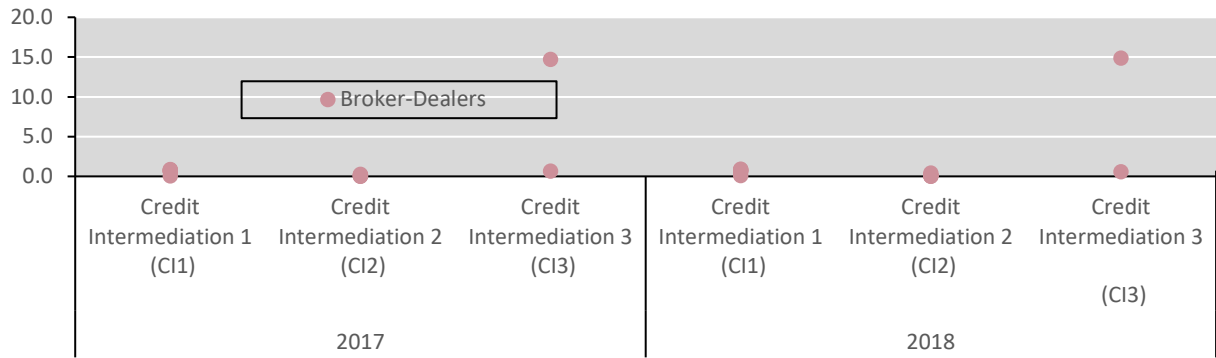 20.0
15.0
10.0
5.0
0.0
Broker-Dealers
Credit
Intermediation 1
(CI1)
Credit
Intermediation 2
(CI2)
Credit
Intermediation 3
(CI3)
Credit
Intermediation 1
(CI1)
Credit
Intermediation 2
(CI2)
Credit
Intermediation 3
(CI3)
2017
2018